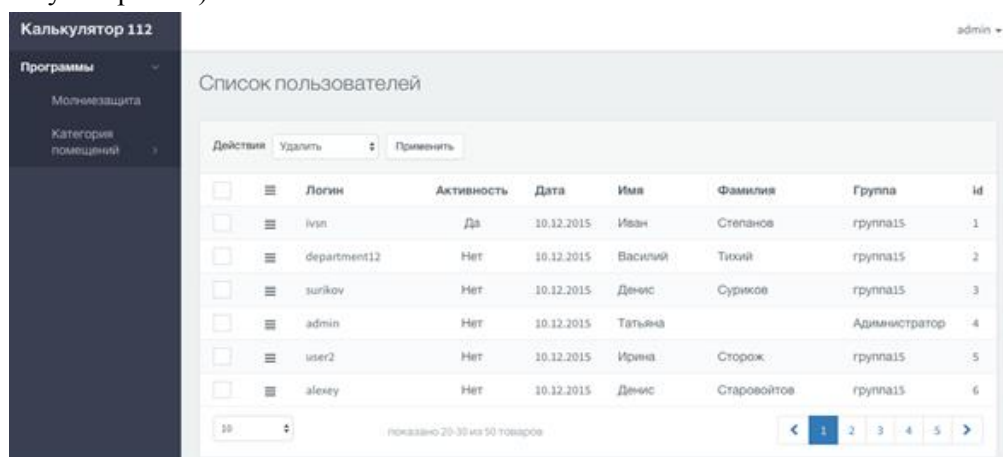 Калькулятор 112
admin
Программы
Молниезащита
Категория
помещений
Список пользователей
Действия Удалить Применить
Логин Активность Дата Имя Фамилия Группа id
ivsn Да 10.12.2015 Иван Степанов группа15 1
department12 Нет 10.12.2015 Василий Тихий группа15 2
surikov Нет 10.12.2015 Денис Суриков группа15 3
admin Нет 10.12.2015 Татьяна Адимнистратор 4
user2 Нет 10.12.2015 Ирина Сторож группа15 5
alexey Нет 10.12.2015 Денис Старовойтов группа15 6
10 показано 20-30 из 50 товаров 1 2 3 4 5